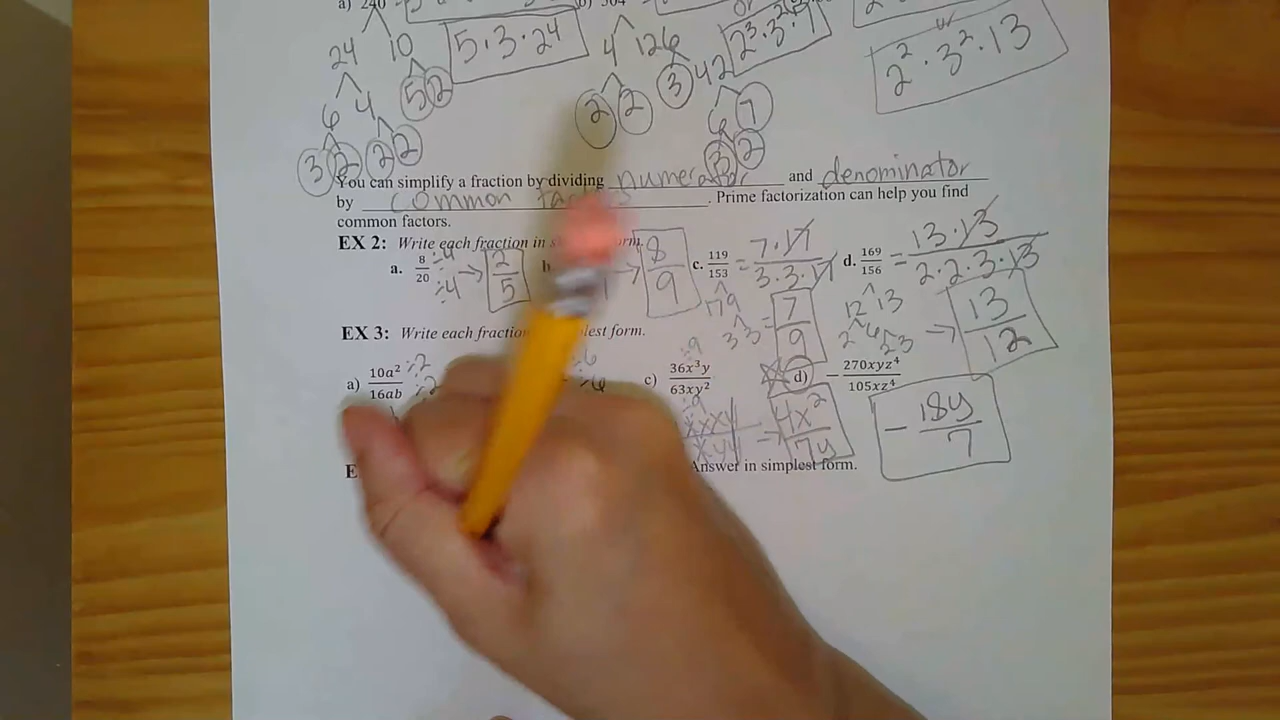 a) 240
24 10 5·3·2⁴ 4 126 2³·3²·7 or
6 4 5 2 2 2 3 42 2²·3²·13
3 2 2 2 6 7
3 2
You can simplify a fraction by dividing numerator and denominator
by common factors. Prime factorization can help you find
common factors.
EX 2: Write each fraction in
a. 8/20 ÷4 ÷4 → 2/5 → 8/9 c. 119/153 = 7·17/3·3·17 = 7/9 d. 169/156 = 13·13/2·2·3·13 → 13/12
17 9 12 13
3 3 2 6 2 3
EX 3: Write each simplest form.
a) 10a²/16ab ÷2 ÷2 ÷6 ÷6 c) 36x³y/63xy² ÷9 ÷9 = 4x²/7y d) -270xyz⁴/105xz⁴
xxxy/xyy - 18y/7
Answer in simplest form.